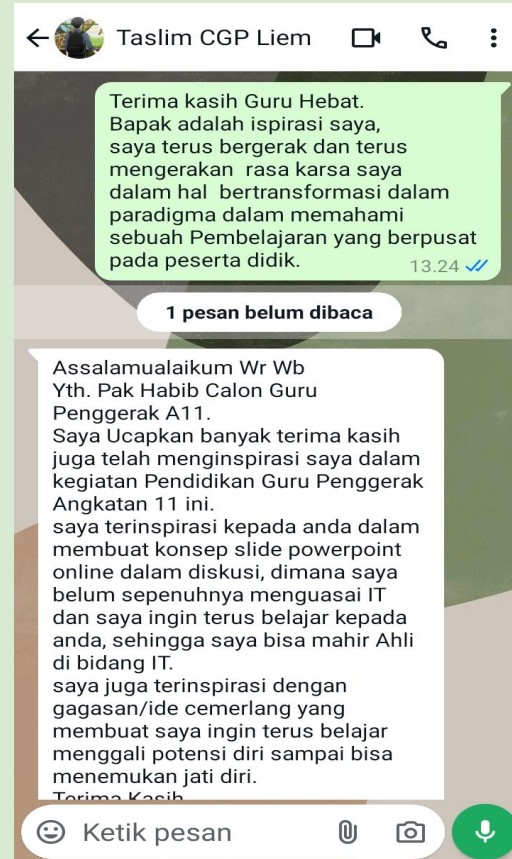 Taslim CGP Liem
Terima kasih Guru Hebat.
Bapak adalah ispirasi saya,
saya terus bergerak dan terus
mengerakan rasa karsa saya
dalam hal bertransformasi dalam
paradigma dalam memahami
sebuah Pembelajaran yang berpusat
pada peserta didik.
13.24
1 pesan belum dibaca
Assalamualaikum Wr Wb
Yth. Pak Habib Calon Guru
Penggerak A11.
Saya Ucapkan banyak terima kasih
juga telah menginspirasi saya dalam
kegiatan Pendidikan Guru Penggerak
Angkatan 11 ini.
saya terinspirasi kepada anda dalam
membuat konsep slide powerpoint
online dalam diskusi, dimana saya
belum sepenuhnya menguasai IT
dan saya ingin terus belajar kepada
anda, sehingga saya bisa mahir Ahli
di bidang IT.
saya juga terinspirasi dengan
gagasan/ide cemerlang yang
membuat saya ingin terus belajar
menggali potensi diri sampai bisa
menemukan jati diri.
Terima Kasih
Ketik pesan